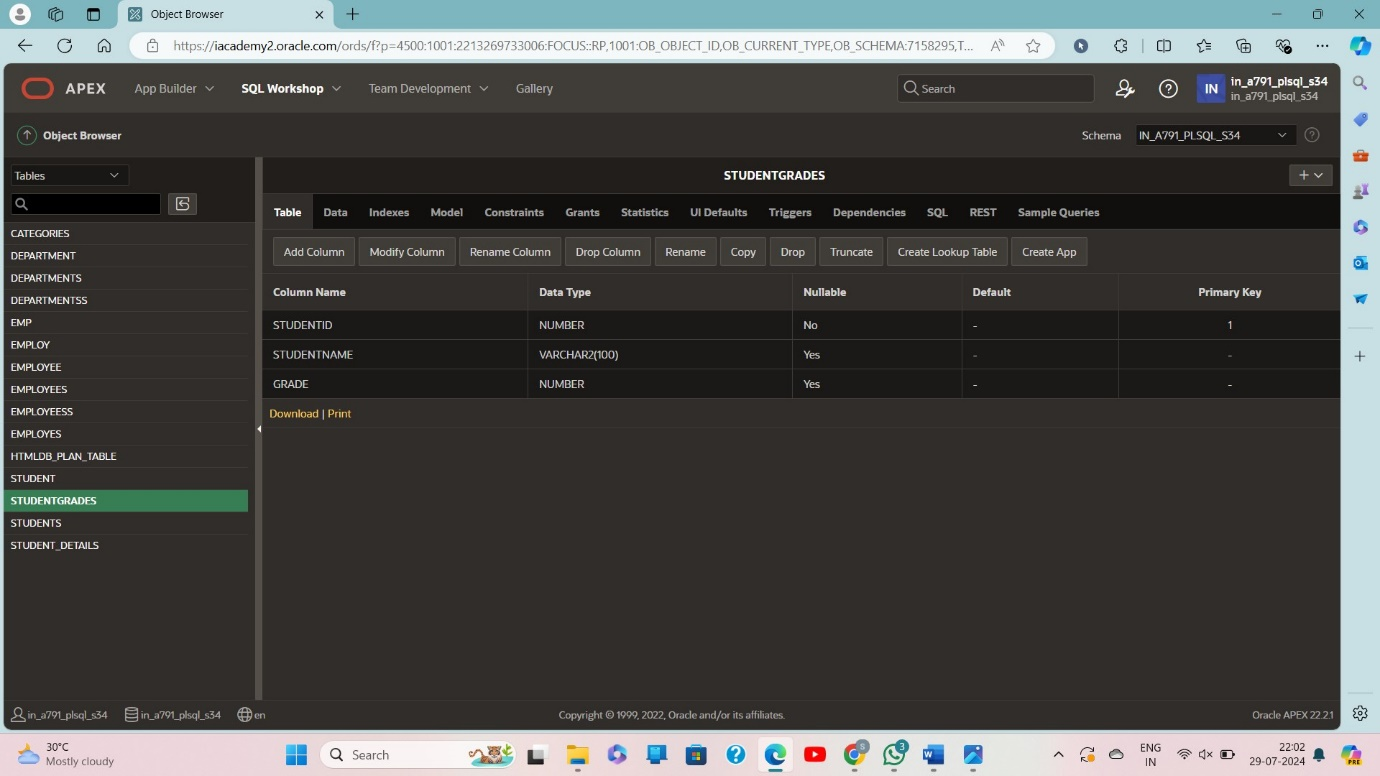 Object Browser
https://iacademy2.oracle.com/ords/f?p=4500:1001:2213269733006:FOCUS::RP,1001:OB_OBJECT_ID,OB_CURRENT_TYPE,OB_SCHEMA:7158295,T...
APEX App Builder SQL Workshop Team Development Gallery Search IN in_a791_plsql_s34
in_a791_plsql_s34
Object Browser Schema IN_A791_PLSQL_S34
Tables STUDENTGRADES
Table Data Indexes Model Constraints Grants Statistics UI Defaults Triggers Dependencies SQL REST Sample Queries
Add Column Modify Column Rename Column Drop Column Rename Copy Drop Truncate Create Lookup Table Create App
Column Name Data Type Nullable Default Primary Key
STUDENTID NUMBER No - 1
STUDENTNAME VARCHAR2(100) Yes - -
GRADE NUMBER Yes - -
Download | Print
CATEGORIES
DEPARTMENT
DEPARTMENTS
DEPARTMENTSS
EMP
EMPLOY
EMPLOYEE
EMPLOYEES
EMPLOYEESS
EMPLOYES
HTMLDB_PLAN_TABLE
STUDENT
STUDENTGRADES
STUDENTS
STUDENT_DETAILS
in_a791_plsql_s34 in_a791_plsql_s34 en Copyright © 1999, 2022, Oracle and/or its affiliates. Oracle APEX 22.2.1
30°C
Mostly cloudy
Search
S
3
ENG
IN
22:02
29-07-2024
PRE